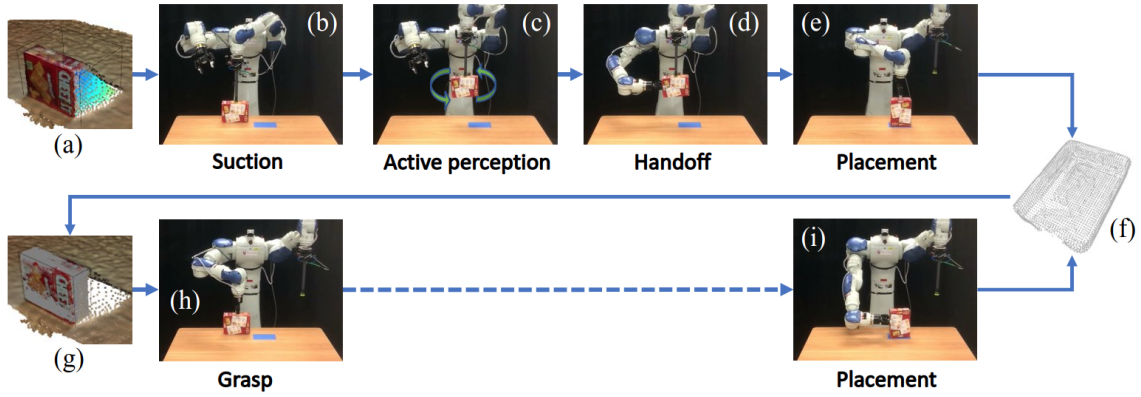 (a)
(b)
(c)
(d)
(e)
Suction
Active perception
Handoff
Placement
(f)
(g)
(h)
(i)
Grasp
Placement